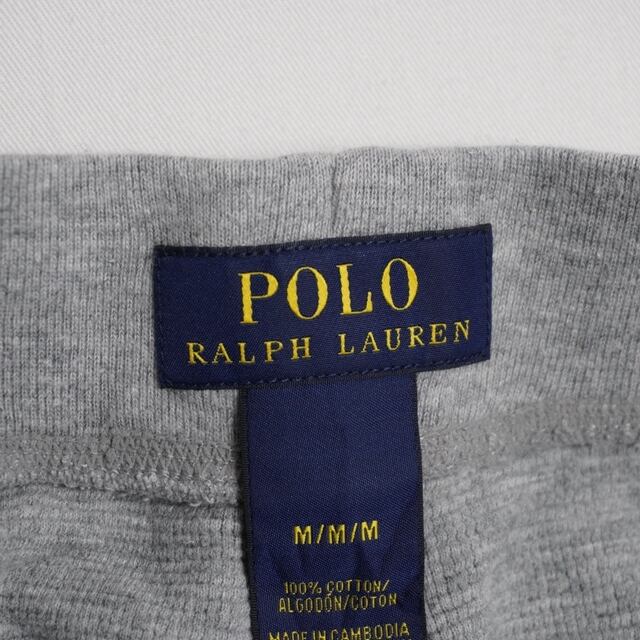 POLO
RALPH LAUREN
M/M/M
100% COTTON/
ALGODÓN/COTON
MADE IN CAMBODIA